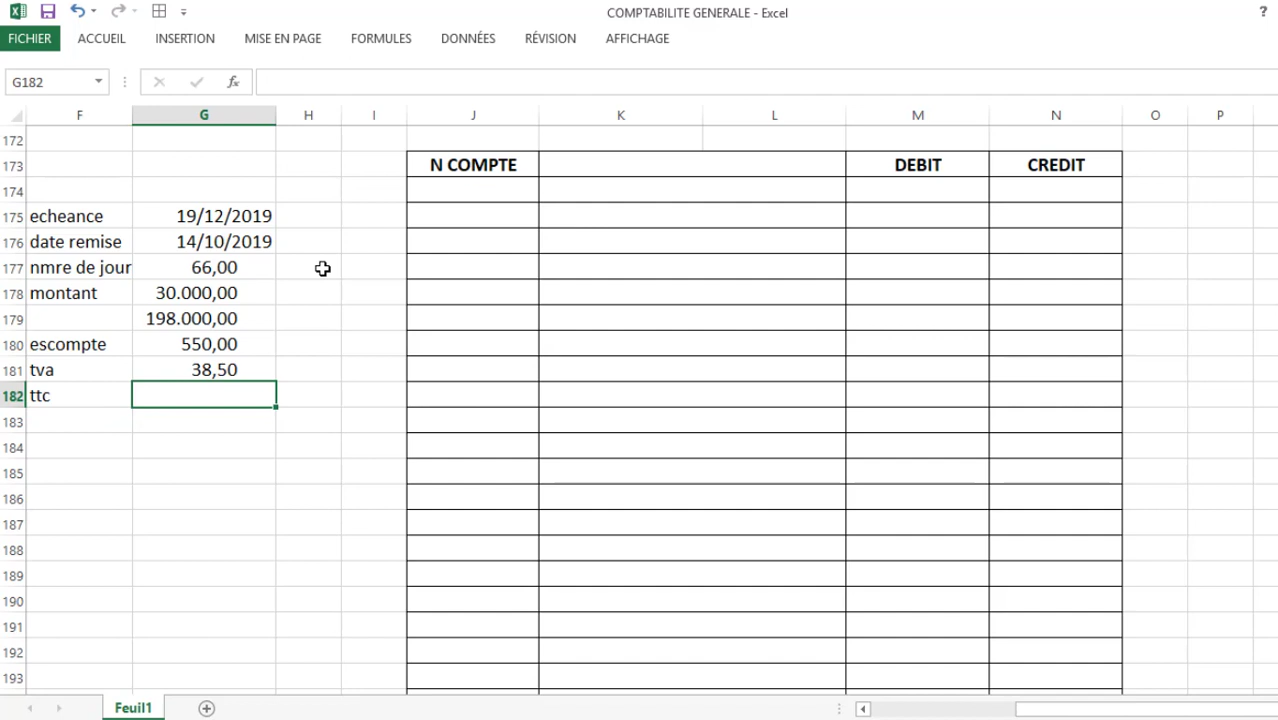 COMPTABILITE GENERALE - Excel
?
FICHIER ACCUEIL INSERTION MISE EN PAGE FORMULES DONNÉES RÉVISION AFFICHAGE
G182 fx
F G H I J K L M N O P
172
173 N COMPTE DEBIT CREDIT
174
175 echeance 19/12/2019
176 date remise 14/10/2019
177 nmre de jour 66,00
178 montant 30.000,00
179 198.000,00
180 escompte 550,00
181 tva 38,50
182 ttc
183
184
185
186
187
188
189
190
191
192
193
Feuil1